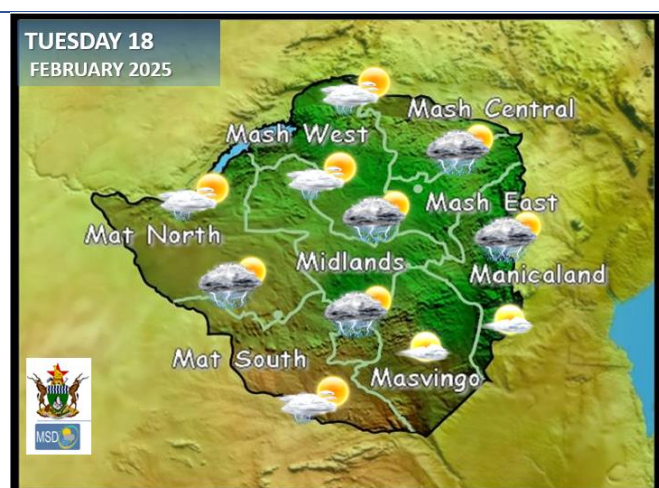 TUESDAY 18
FEBRUARY 2025
Mash Central
Mash West
Mash East
Mat North
Midlands
Manicaland
Mat South
Masvingo
MSD